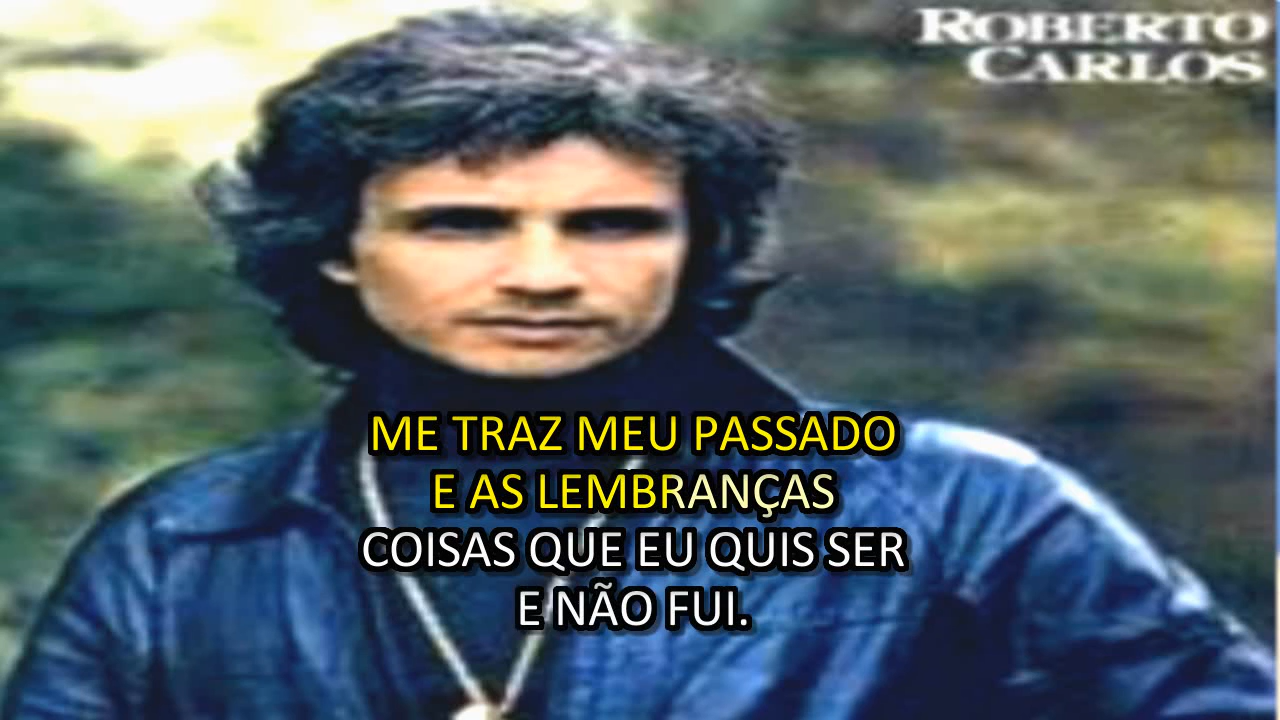 ROBERTO
CARLOS
ME TRAZ MEU PASSADO
E AS LEMBRANÇAS
COISAS QUE EU QUIS SER
E NÃO FUI.